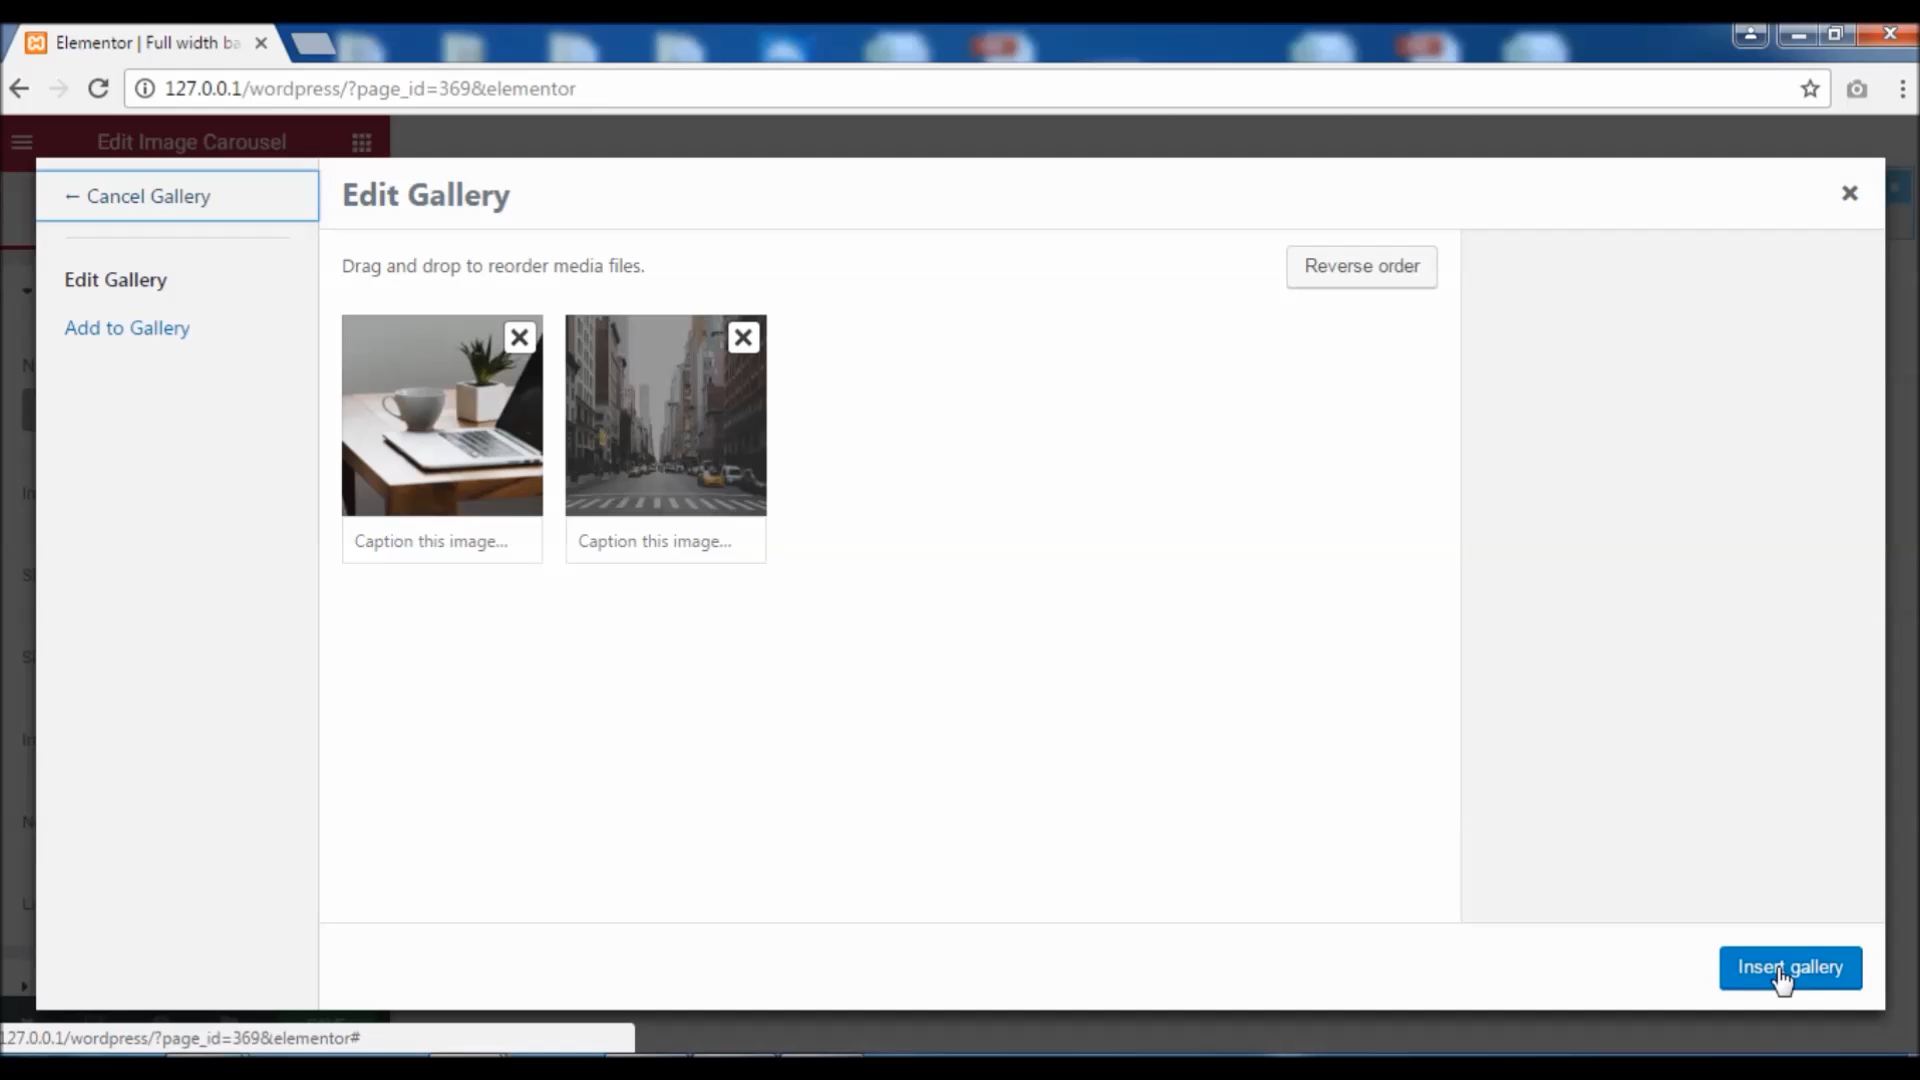 Elementor | Full width ba
127.0.0.1/wordpress/?page_id=369&elementor
Edit Image Carousel
← Cancel Gallery
Edit Gallery
Drag and drop to reorder media files.
Reverse order
Edit Gallery
Add to Gallery
Caption this image...
Caption this image...
Insert gallery
127.0.0.1/wordpress/?page_id=369&elementor#